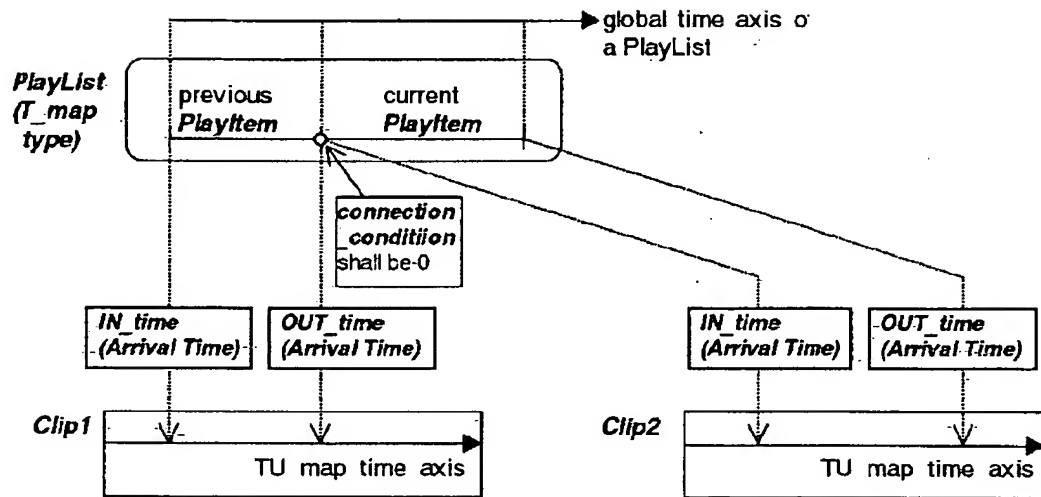 global time axis o
a PlayList
PlayList
(T_map
type)
previous
PlayItem
current
PlayItem
connection
_conditiion
shall be-0
IN_time
(Arrival Time)
OUT_time
(Arrival Time)
IN_time
(Arrival Time)
OUT_time
(Arrival Time)
Clip1
TU map time axis
Clip2
TU map time axis